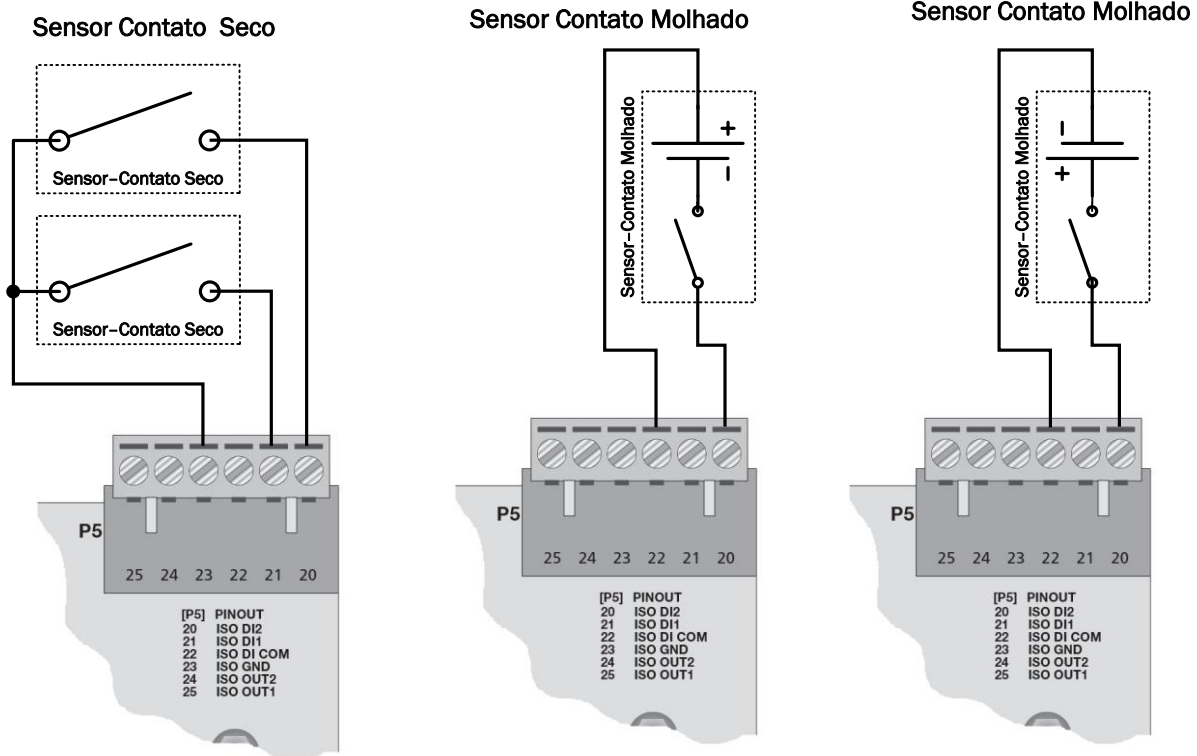 Sensor Contato Seco
Sensor-Contato Seco
Sensor-Contato Seco
P5
25 24 23 22 21 20
[P5] PINOUT
20 ISO DI2
21 ISO DI1
22 ISO DI COM
23 ISO GND
24 ISO OUT2
25 ISO OUT1
Sensor Contato Molhado
Sensor-Contato Molhado
+
−
P5
25 24 23 22 21 20
[P5] PINOUT
20 ISO DI2
21 ISO DI1
22 ISO DI COM
23 ISO GND
24 ISO OUT2
25 ISO OUT1
Sensor Contato Molhado
Sensor-Contato Molhado
−
+
P5
25 24 23 22 21 20
[P5] PINOUT
20 ISO DI2
21 ISO DI1
22 ISO DI COM
23 ISO GND
24 ISO OUT2
25 ISO OUT1